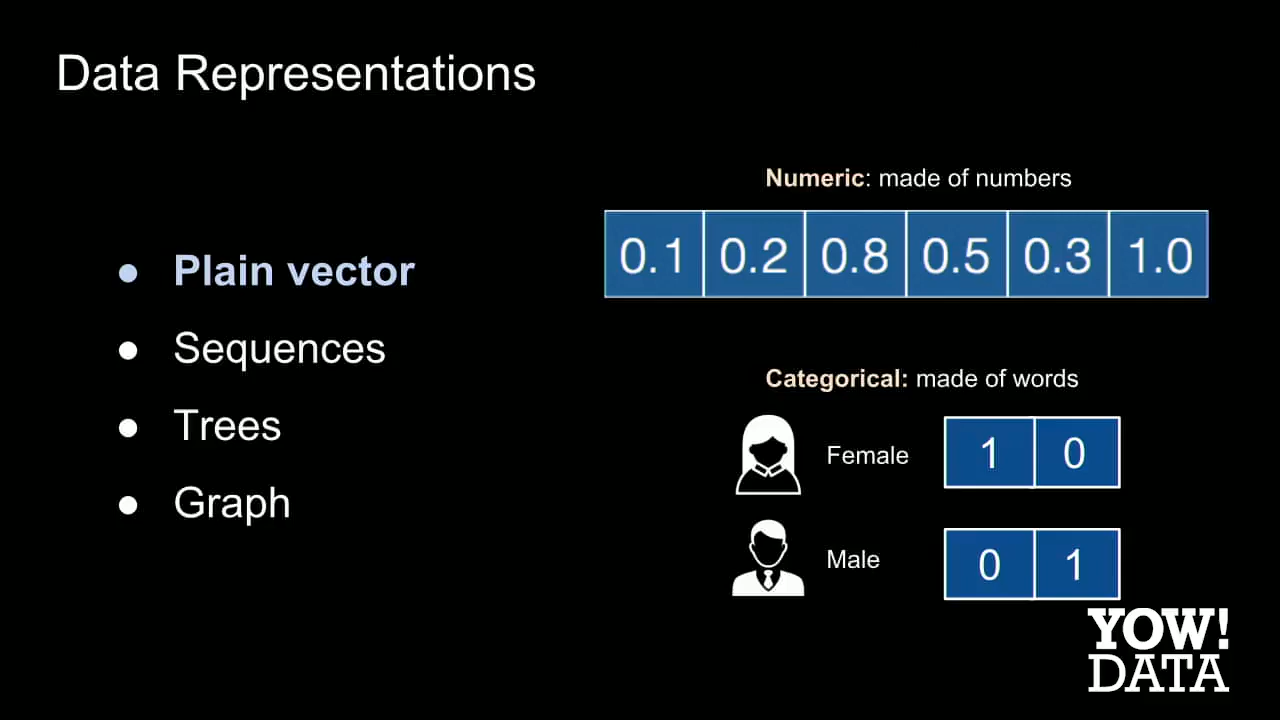 Data Representations
• Plain vector
• Sequences
• Trees
• Graph
Numeric: made of numbers
0.1 0.2 0.8 0.5 0.3 1.0
Categorical: made of words
Female 1 0
Male 0 1
YOW!
DATA